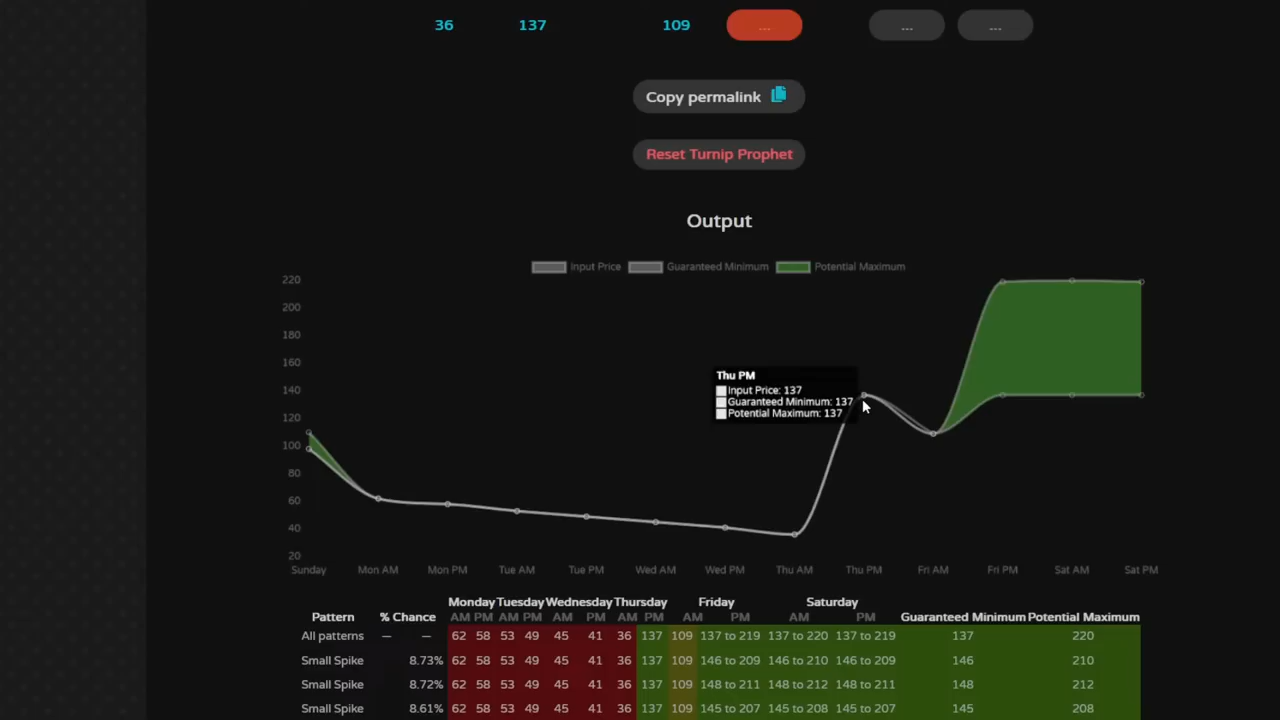 36 137 109 ... ... ...
Copy permalink
Reset Turnip Prophet
Output
Input Price Guaranteed Minimum Potential Maximum
220
200
180
160
140
120
100
80
60
40
20
Thu PM
Input Price: 137
Guaranteed Minimum: 137
Potential Maximum: 137
Sunday Mon AM Mon PM Tue AM Tue PM Wed AM Wed PM Thu AM Thu PM Fri AM Fri PM Sat AM Sat PM
Monday Tuesday Wednesday Thursday Friday Saturday
Pattern % Chance AM PM AM PM AM PM AM PM AM PM AM PM Guaranteed Minimum Potential Maximum
All patterns — — 62 58 53 49 45 41 36 137 109 137 to 219 137 to 220 137 to 219 137 220
Small Spike 8.73% 62 58 53 49 45 41 36 137 109 146 to 209 146 to 210 146 to 209 146 210
Small Spike 8.72% 62 58 53 49 45 41 36 137 109 148 to 211 148 to 212 148 to 211 148 212
Small Spike 8.61% 62 58 53 49 45 41 36 137 109 145 to 207 145 to 208 145 to 207 145 208